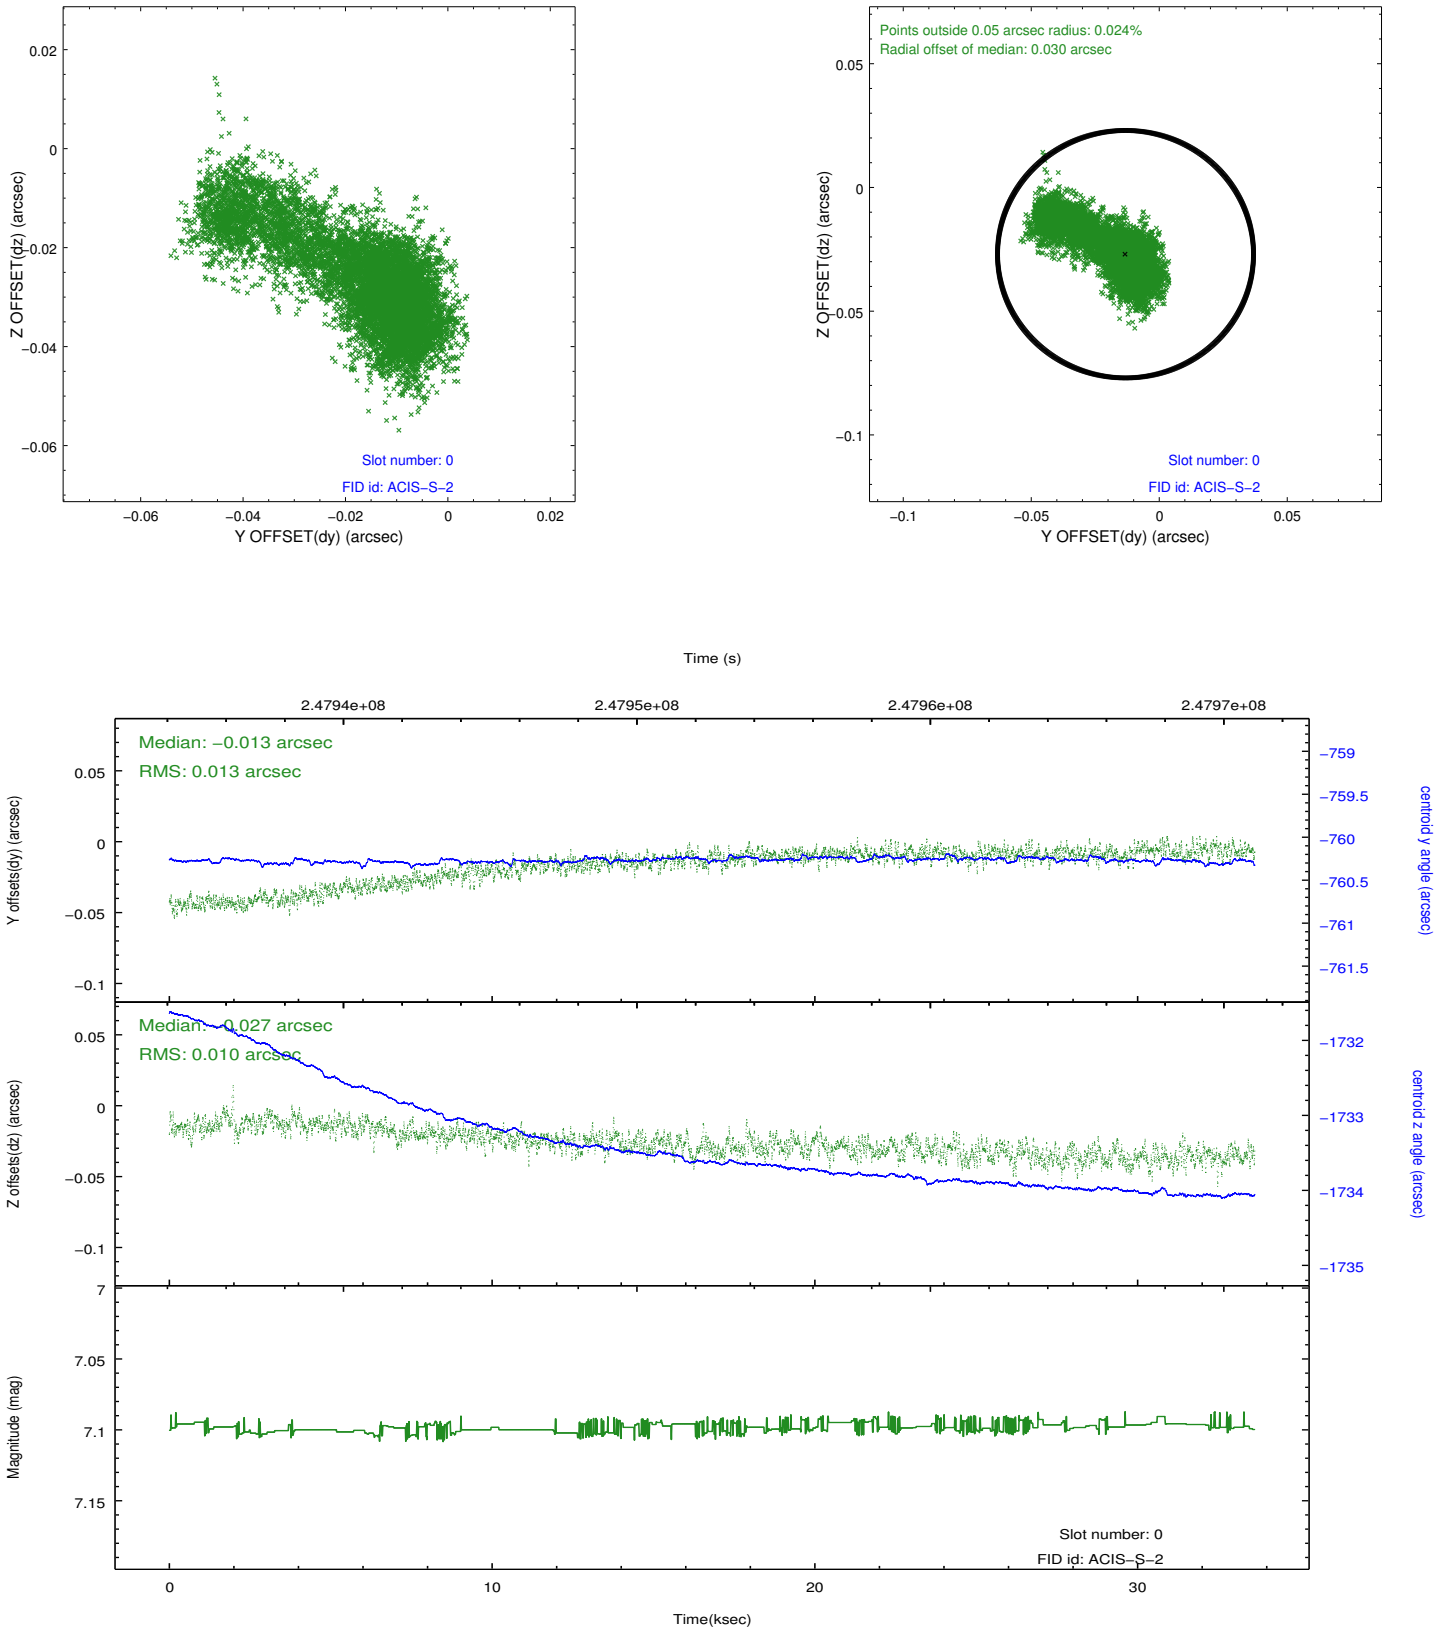 0.02
0
−0.02
−0.04
−0.06
Z OFFSET(dz) (arcsec)
Slot number: 0
FID id: ACIS−S−2
−0.06
−0.04
−0.02
0
0.02
Y OFFSET(dy) (arcsec)
Points outside 0.05 arcsec radius: 0.024%
Radial offset of median: 0.030 arcsec
0.05
0
−0.05
−0.1
Z OFFSET(dz) (arcsec)
Slot number: 0
FID id: ACIS−S−2
−0.1
−0.05
0
0.05
Y OFFSET(dy) (arcsec)
Time (s)
2.4794e+08
2.4795e+08
2.4796e+08
2.4797e+08
Median: −0.013 arcsec
RMS: 0.013 arcsec
0.05
0
−0.05
−0.1
Y offsets(dy) (arcsec)
−759
−759.5
−760
−760.5
−761
−761.5
centroid y angle (arcsec)
Median: −0.027 arcsec
RMS: 0.010 arcsec
0.05
0
−0.05
−0.1
Z offsets(dz) (arcsec)
−1732
−1733
−1734
−1735
centroid z angle (arcsec)
7
7.05
7.1
7.15
Magnitude (mag)
Slot number: 0
FID id: ACIS−S−2
0
10
20
30
Time(ksec)